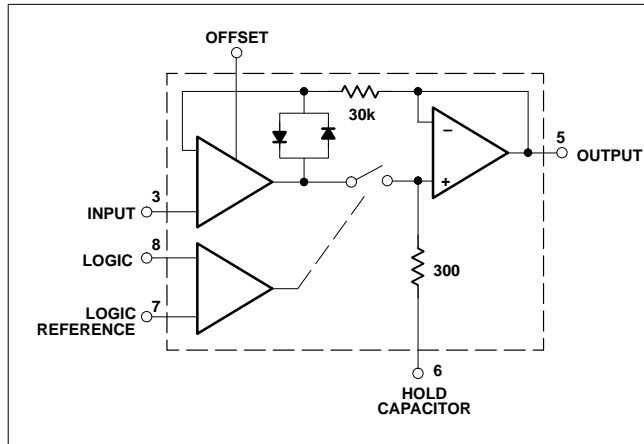 OFFSET
30k
−
+
5
OUTPUT
3
INPUT
8
LOGIC
7
LOGIC
REFERENCE
300
6
HOLD
CAPACITOR